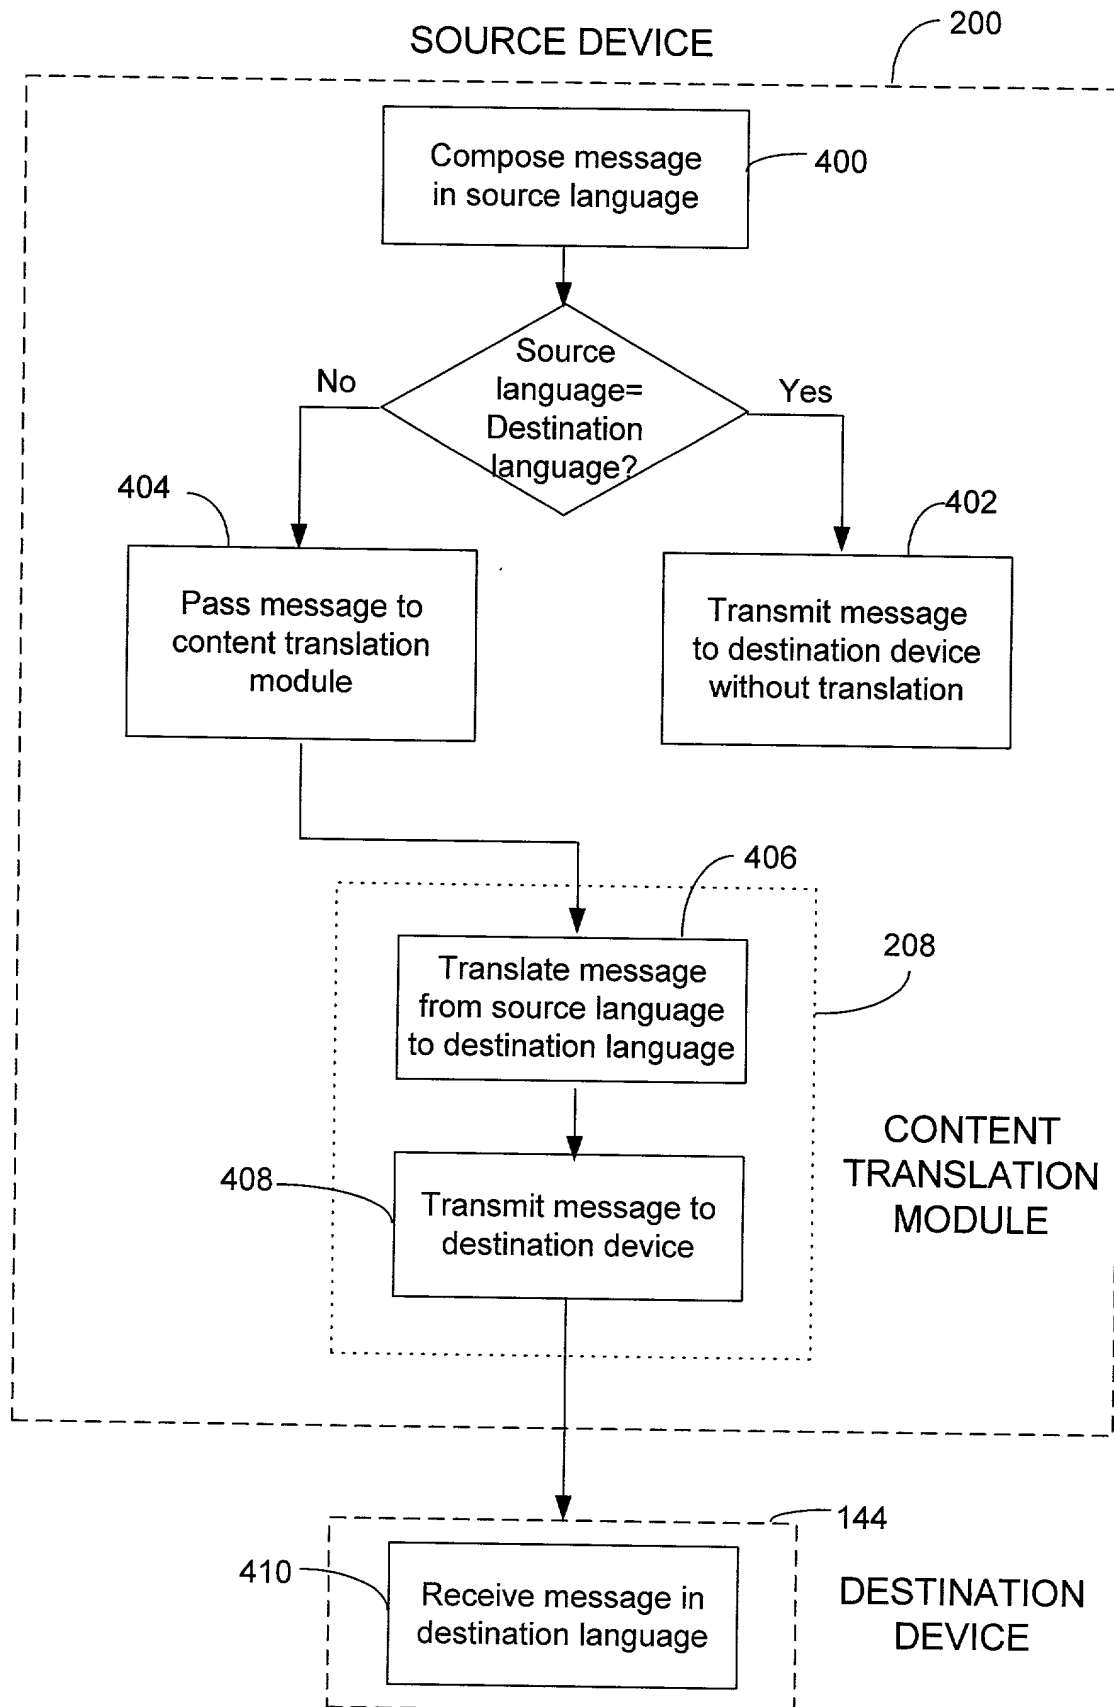 SOURCE DEVICE
200
Compose message
in source language
400
Source
language=
Destination
language?
No
Yes
404
402
Pass message to
content translation
module
Transmit message
to destination device
without translation
406
Translate message
from source language
to destination language
208
CONTENT
TRANSLATION
MODULE
408
Transmit message to
destination device
144
410
Receive message in
destination language
DESTINATION
DEVICE